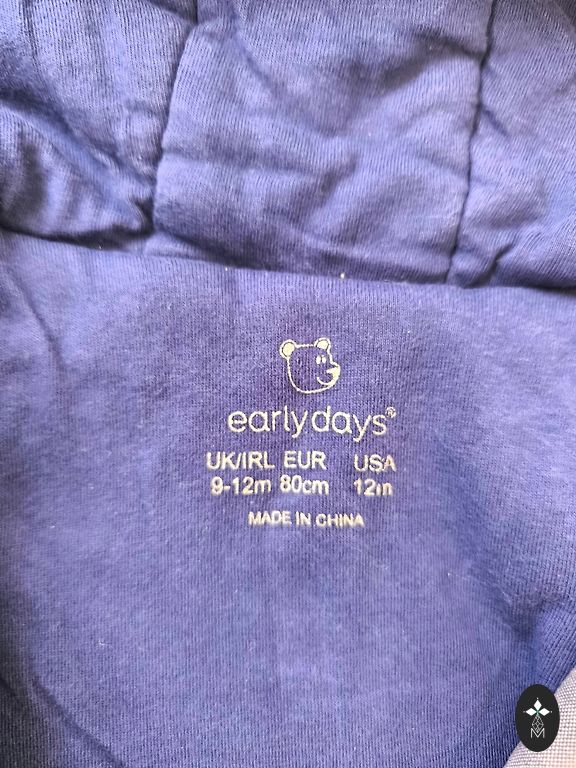 earlydays®
UK/IRL EUR USA
9-12m 80cm 12m
MADE IN CHINA
M